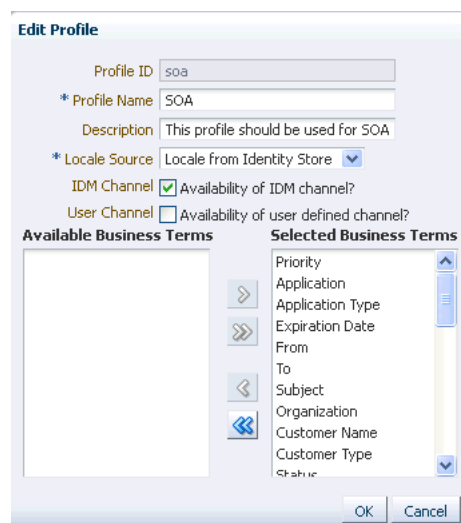 Edit Profile
Profile ID soa
* Profile Name SOA
Description This profile should be used for SOA
* Locale Source Locale from Identity Store
IDM Channel Availability of IDM channel?
User Channel Availability of user defined channel?
Available Business Terms Selected Business Terms
Priority
Application
Application Type
Expiration Date
From
To
Subject
Organization
Customer Name
Customer Type
Status
OK Cancel